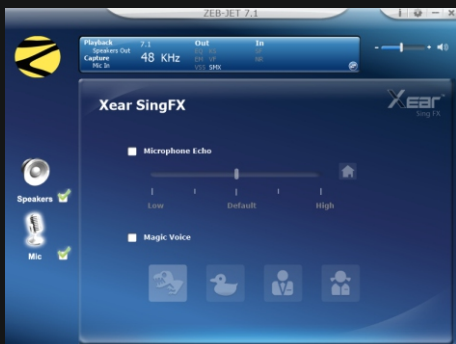 ZEB-JET 7.1
Playback 7.1 Out In
Speakers Out
Capture 48 KHz
Mic In
VSS SMX
Xear SingFX
Xear
Sing FX
Microphone Echo
Low Default High
Speakers
Magic Voice
Mic